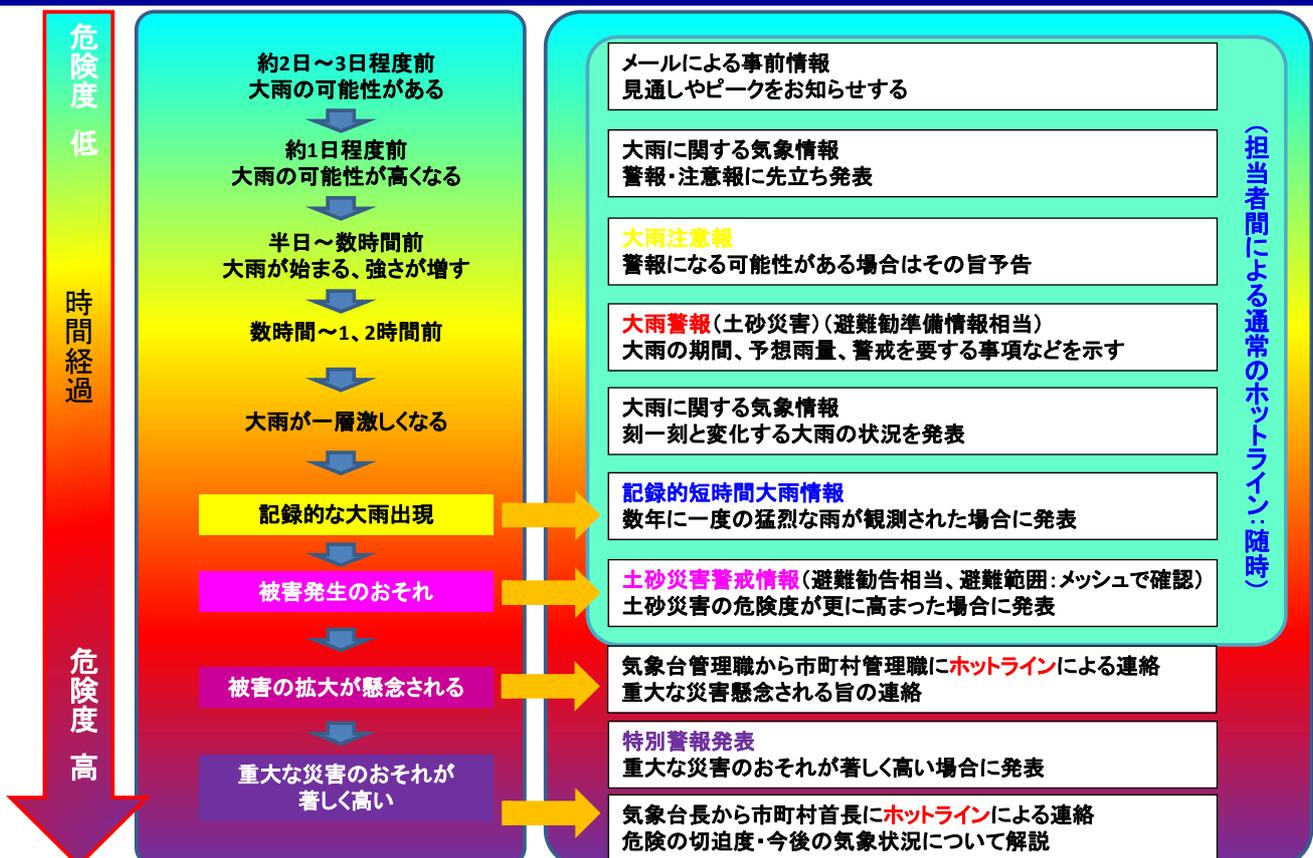 危険度 低
時間経過
危険度 高
約2日～3日程度前
大雨の可能性がある
約1日程度前
大雨の可能性が高くなる
半日～数時間前
大雨が始まる、強さが増す
数時間～1、2時間前
大雨が一層激しくなる
記録的な大雨出現
被害発生のおそれ
被害の拡大が懸念される
重大な災害のおそれが
著しく高い
メールによる事前情報
見通しやピークをお知らせする
大雨に関する気象情報
警報・注意報に先立ち発表
大雨注意報
警報になる可能性がある場合はその旨予告
大雨警報(土砂災害)(避難勧準備情報相当)
大雨の期間、予想雨量、警戒を要する事項などを示す
大雨に関する気象情報
刻一刻と変化する大雨の状況を発表
記録的短時間大雨情報
数年に一度の猛烈な雨が観測された場合に発表
土砂災害警戒情報(避難勧告相当、避難範囲:メッシュで確認)
土砂災害の危険度が更に高まった場合に発表
気象台管理職から市町村管理職にホットラインによる連絡
重大な災害懸念される旨の連絡
特別警報発表
重大な災害のおそれが著しく高い場合に発表
気象台長から市町村首長にホットラインによる連絡
危険の切迫度・今後の気象状況について解説
(担当者間による通常のホットライン::随時)